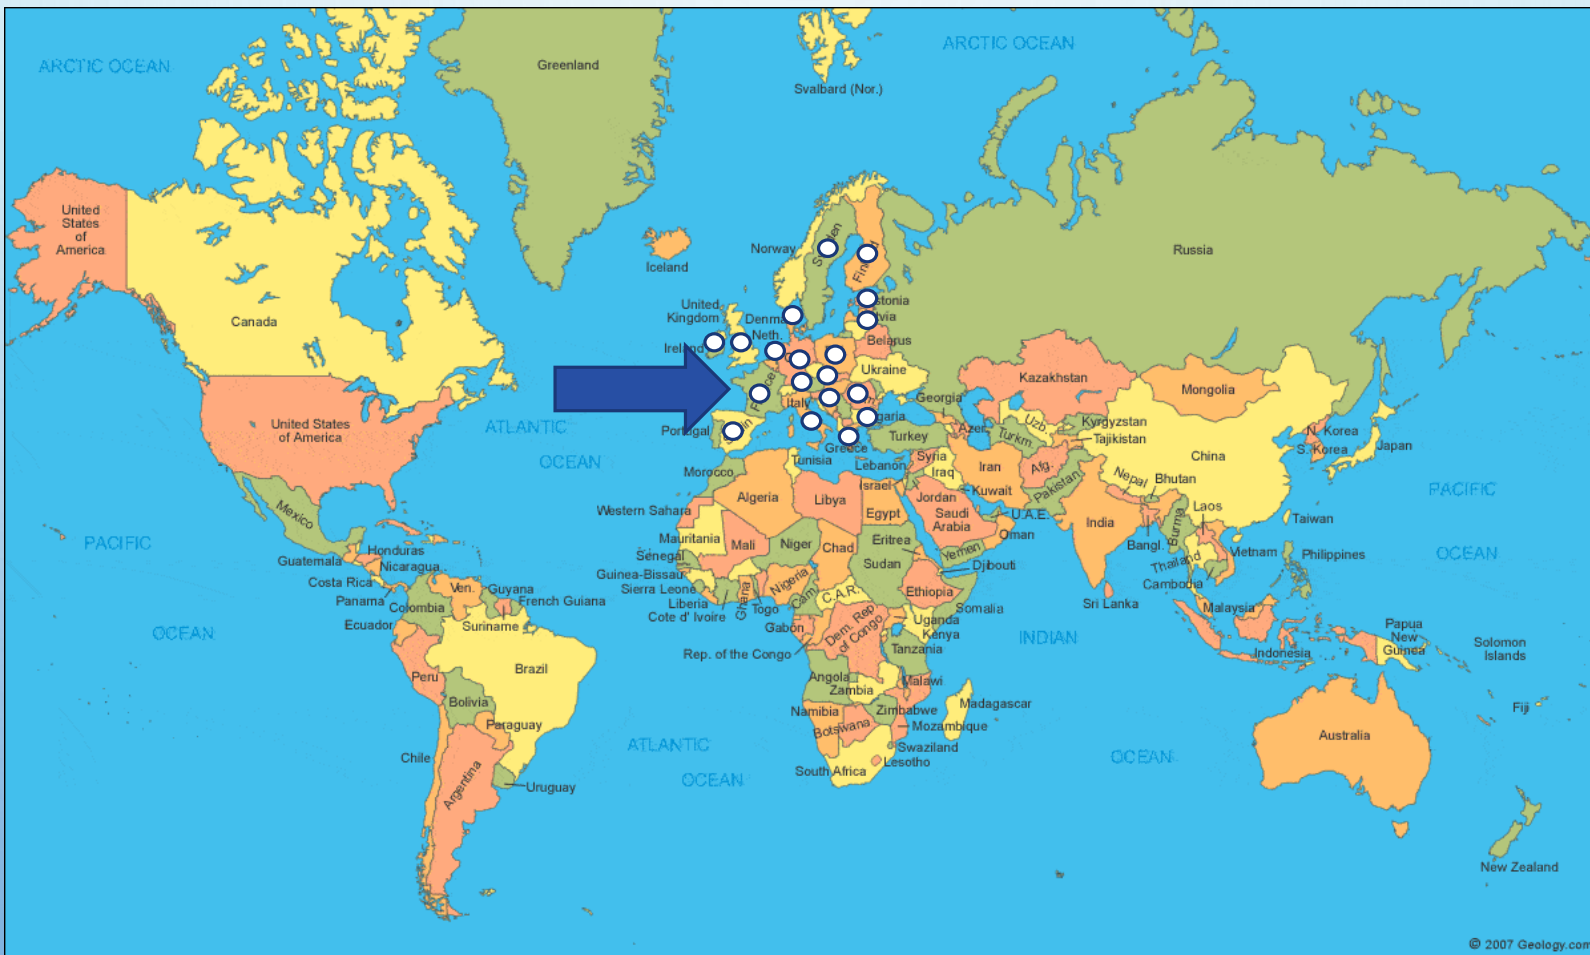 ARCTIC OCEAN
ARCTIC OCEAN
Greenland
Svalbard (Nor.)
United
States
of
America
Russia
Norway
Iceland
Canada
United
Kingdom
Neth.
Belarus
Ukraine
Kazakhstan
Mongolia
Italy
Georgia
United States
of America
ATLANTIC
OCEAN
Portugal
Greece
Turkey
Azer.
Turkm.
Uzb.
Kyrgyzstan
Tajikistan
N. Korea
S. Korea
Japan
China
Morocco
Tunisia
Lebanon
Syria
Iraq
Iran
Afg.
Pakistan
Nepal
Bhutan
Mexico
Algeria
Libya
Israel
Egypt
Jordan
Kuwait
Saudi
Arabia
U.A.E.
Oman
India
Burma
Laos
Taiwan
PACIFIC
OCEAN
PACIFIC
OCEAN
Western Sahara
Mauritania
Mali
Niger
Chad
Eritrea
Sudan
Yemen
Djibouti
Bangl.
Thailand
Vietnam
Cambodia
Philippines
Guatemala
Honduras
Nicaragua
Costa Rica
Panama
Ven.
Guyana
French Guiana
Colombia
Suriname
Ecuador
Senegal
Guinea-Bissau
Sierra Leone
Liberia
Cote d' Ivoire
Ghana
Togo
Nigeria
Cam.
C.A.R.
Ethiopia
Somalia
Sri Lanka
Malaysia
Gabon
Rep. of the Congo
Dem. Rep.
of Congo
Uganda
Kenya
Tanzania
INDIAN
OCEAN
Indonesia
Papua
New
Guinea
Solomon
Islands
Peru
Brazil
Bolivia
Paraguay
Chile
Argentina
Uruguay
ATLANTIC
OCEAN
Angola
Zambia
Malawi
Namibia
Botswana
Zimbabwe
Mozambique
Madagascar
Swaziland
Lesotho
South Africa
Fiji
Australia
New Zealand
© 2007 Geology.com